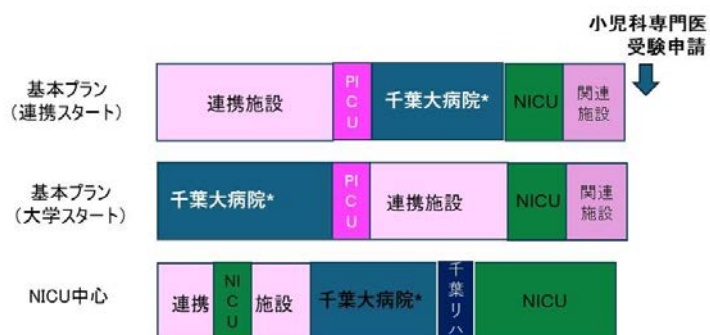 小児科専門医
受験申請
基本プラン
(連携スタート)
連携施設
PI
C
U
千葉大病院*
NICU
関連
施設
基本プラン
(大学スタート)
千葉大病院*
PI
C
U
連携施設
NICU
関連
施設
NICU中心
連携
NI
C
U
施設
千葉大病院*
千
葉
リ
ハ
NICU